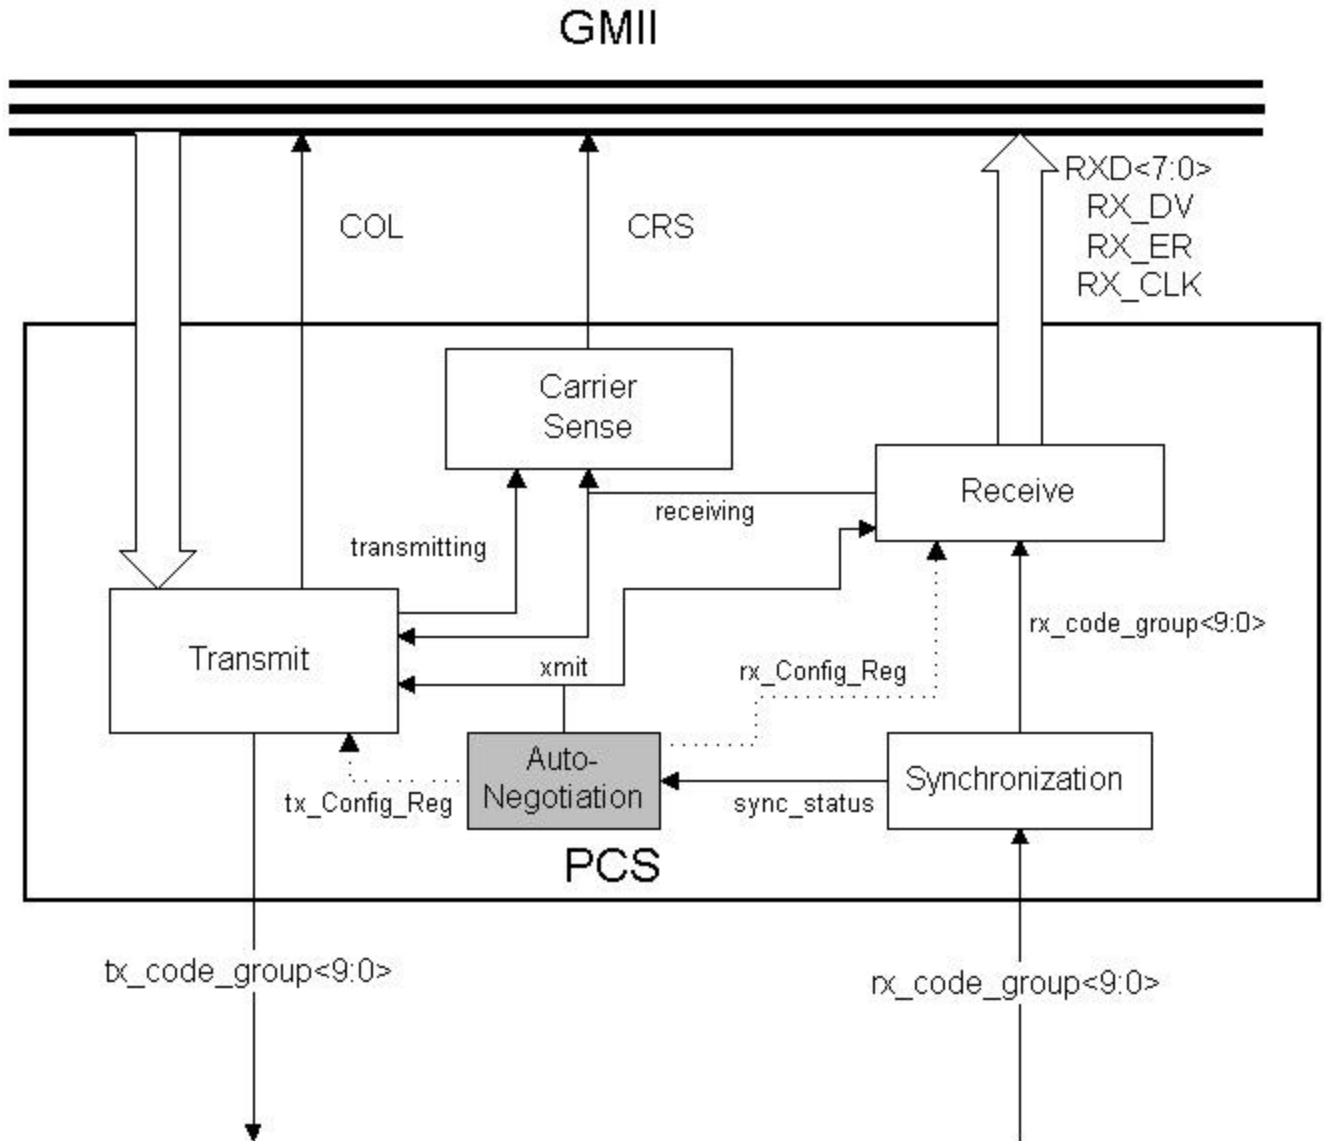 GMII
RXD<7:0>
RX_DV
RX_ER
RX_CLK
COL
CRS
Carrier
Sense
Receive
receiving
transmitting
rx_code_group<9:0>
Transmit
xmit
rx_Config_Reg
Auto-
Negotiation
Synchronization
tx_Config_Reg
sync_status
PCS
tx_code_group<9:0>
rx_code_group<9:0>